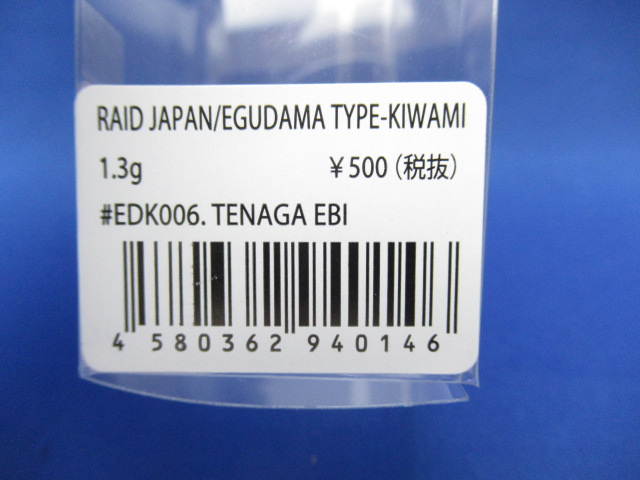 RAID JAPAN/EGUDAMA TYPE-KIWAMI
1.3g ¥500(税抜)
#EDK006. TENAGA EBI
4 580362 940146